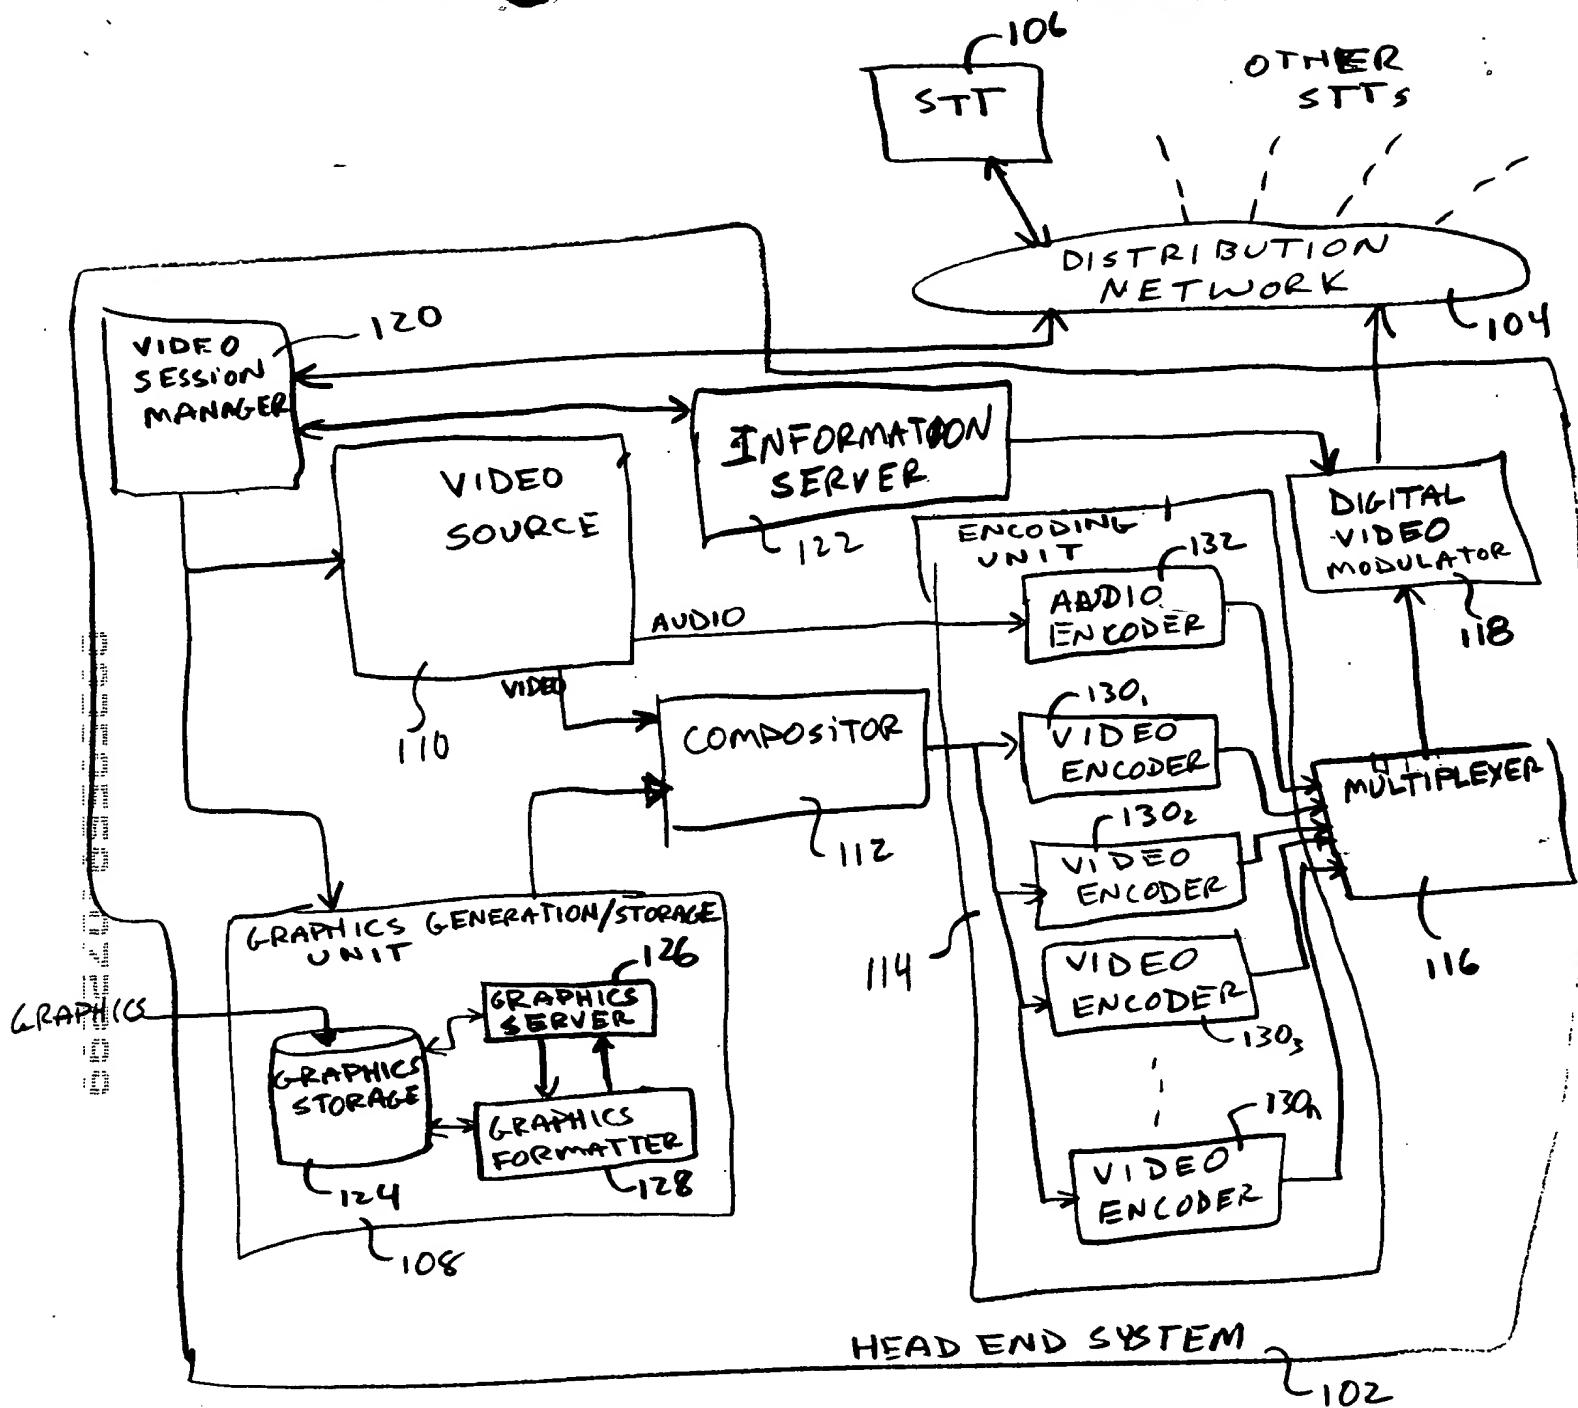 106
STT
OTHER
STTs
DISTRIBUTION
NETWORK
104
120
VIDEO
SESSION
MANAGER
INFORMATION
SERVER
122
VIDEO
SOURCE
110
AUDIO
VIDEO
ENCODING
UNIT
132
AUDIO
ENCODER
DIGITAL
VIDEO
MODULATOR
118
COMPOSITOR
112
130₁
VIDEO
ENCODER
130₂
VIDEO
ENCODER
VIDEO
ENCODER
130₃
130n
VIDEO
ENCODER
114
MULTIPLEXER
116
GRAPHICS GENERATION/STORAGE
UNIT
126
GRAPHICS
SERVER
GRAPHICS
GRAPHICS
STORAGE
124
GRAPHICS
FORMATTER
128
108
HEAD END SYSTEM
102